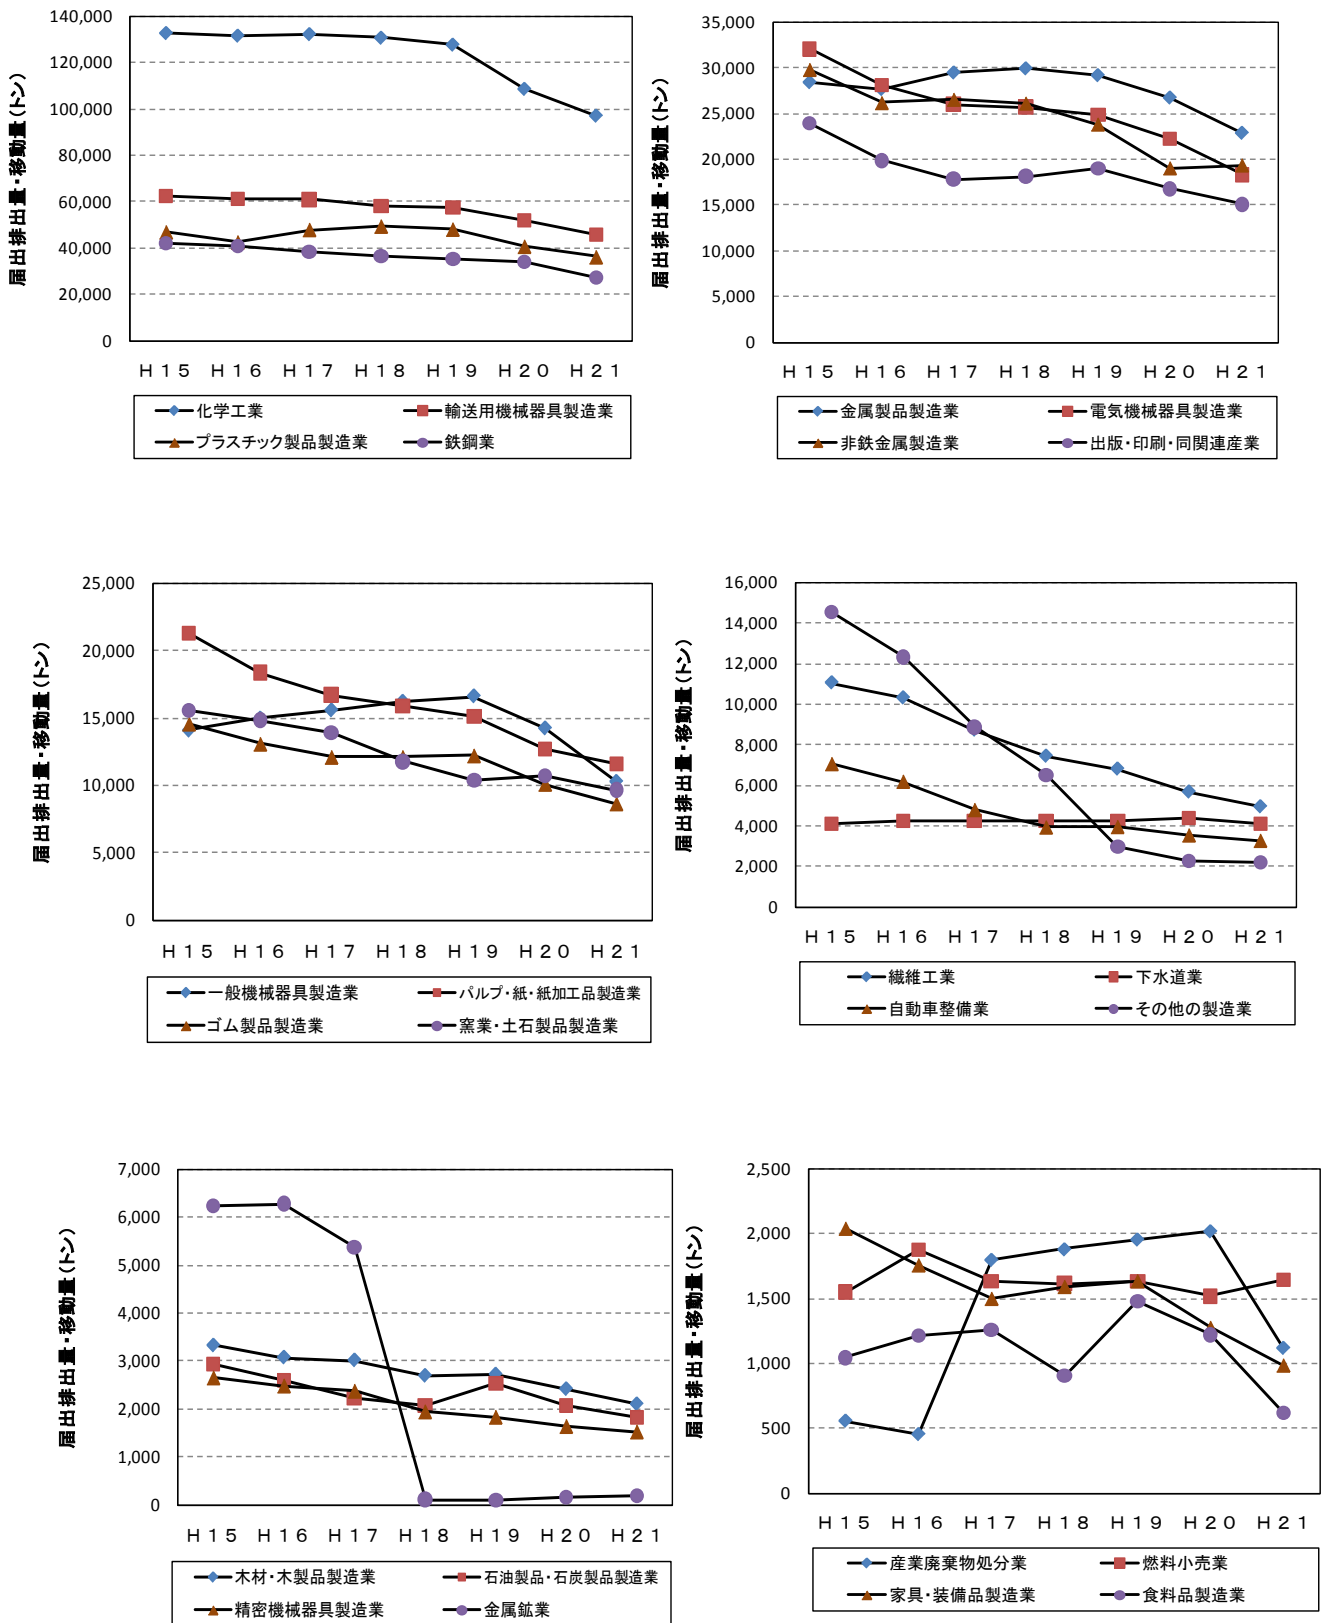 届出排出量・移動量(トン)
140,000
120,000
100,000
80,000
60,000
40,000
20,000
0
H15 H16 H17 H18 H19 H20 H21
化学工業 輸送用機械器具製造業
プラスチック製品製造業 鉄鋼業
届出排出量・移動量(トン)
35,000
30,000
25,000
20,000
15,000
10,000
5,000
0
H15 H16 H17 H18 H19 H20 H21
金属製品製造業 電気機械器具製造業
非鉄金属製造業 出版・印刷・同関連産業
届出排出量・移動量(トン)
25,000
20,000
15,000
10,000
5,000
0
H15 H16 H17 H18 H19 H20 H21
一般機械器具製造業 パルプ・紙・紙加工品製造業
ゴム製品製造業 窯業・土石製品製造業
届出排出量・移動量(トン)
16,000
14,000
12,000
10,000
8,000
6,000
4,000
2,000
0
H15 H16 H17 H18 H19 H20 H21
繊維工業 下水道業
自動車整備業 その他の製造業
届出排出量・移動量(トン)
7,000
6,000
5,000
4,000
3,000
2,000
1,000
0
H15 H16 H17 H18 H19 H20 H21
木材・木製品製造業 石油製品・石炭製品製造業
精密機械器具製造業 金属鉱業
届出排出量・移動量(トン)
2,500
2,000
1,500
1,000
500
0
H15 H16 H17 H18 H19 H20 H21
産業廃棄物処分業 燃料小売業
家具・装備品製造業 食料品製造業